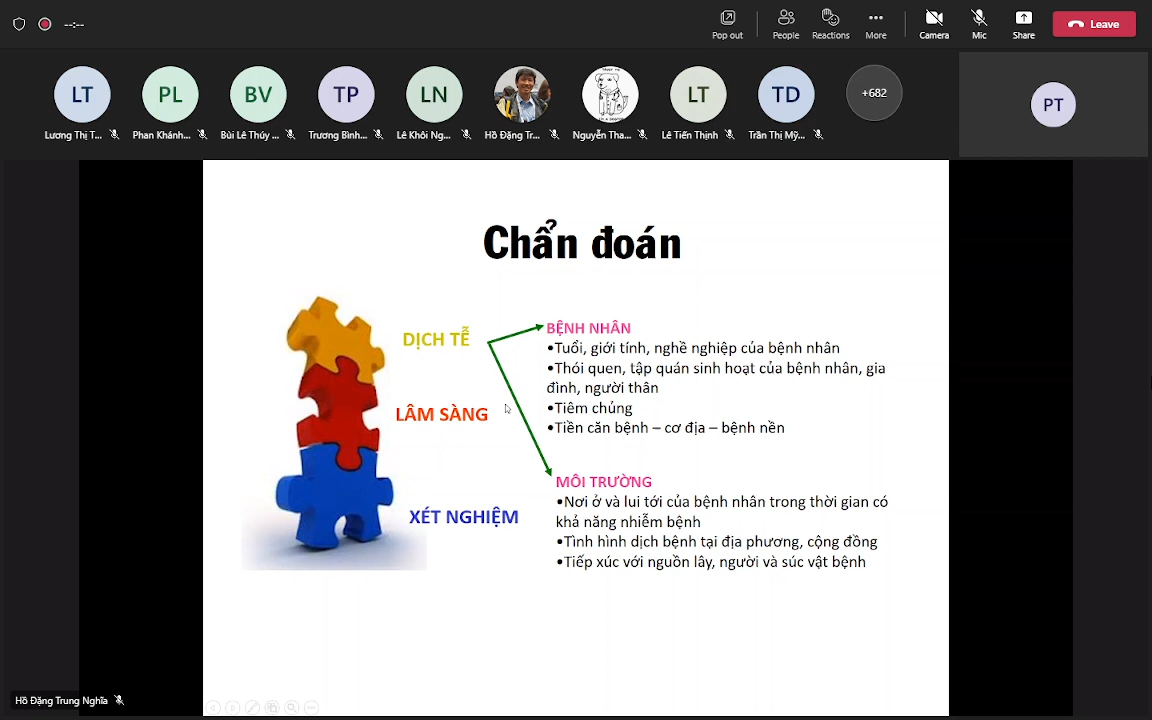 --:--
Pop out
People
Reactions
More
Camera
Mic
Share
Leave
LT
PL
BV
TP
LN
LT
TD
+682
PT
Lương Thị T...
Phan Khánh...
Bùi Lê Thúy ...
Trương Bình...
Lê Khôi Ng...
Hồ Đặng Tr...
Nguyễn Tha...
Lê Tiến Thịnh
Trần Thị Mỹ...
Chẩn đoán
DỊCH TỄ
LÂM SÀNG
XÉT NGHIỆM
BỆNH NHÂN
•Tuổi, giới tính, nghề nghiệp của bệnh nhân
•Thói quen, tập quán sinh hoạt của bệnh nhân, gia
đình, người thân
•Tiêm chủng
•Tiền căn bệnh – cơ địa – bệnh nền
MÔI TRƯỜNG
•Nơi ở và lui tới của bệnh nhân trong thời gian có
khả năng nhiễm bệnh
•Tình hình dịch bệnh tại địa phương, cộng đồng
•Tiếp xúc với nguồn lây, người và súc vật bệnh
Hồ Đặng Trung Nghĩa